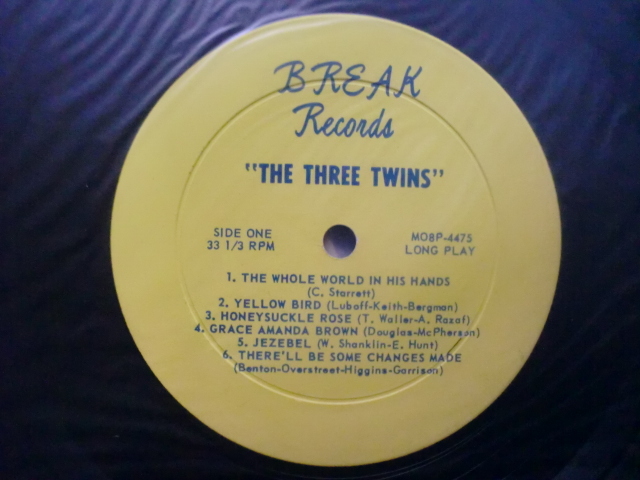 BREAK
Records
"THE THREE TWINS"
SIDE ONE
33 1/3 RPM
MO8P-4475
LONG PLAY
1. THE WHOLE WORLD IN HIS HANDS
(C. Starrett)
2. YELLOW BIRD (Luboff-Keith-Bergman)
3. HONEYSUCKLE ROSE (T. Waller-A. Razaf)
4. GRACE AMANDA BROWN (Douglas-McPherson)
5. JEZEBEL (W. Shanklin-E. Hunt)
6. THERE'LL BE SOME CHANGES MADE
(Benton-Overstreet-Higgins-Garrison)